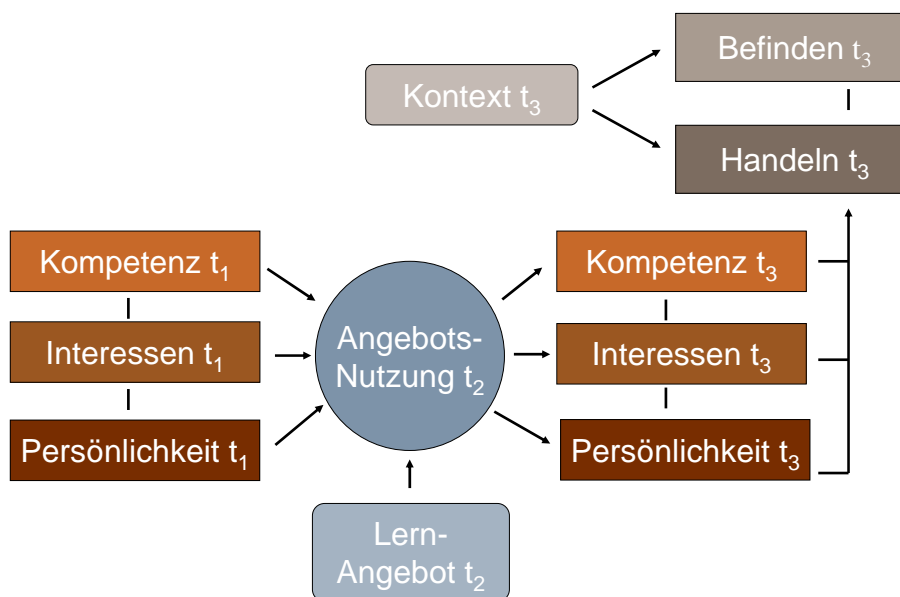 Befinden t₃
Kontext t₃
Handeln t₃
Kompetenz t₁
Interessen t₁
Persönlichkeit t₁
Angebots-
Nutzung t₂
Lern-
Angebot t₂
Kompetenz t₃
Interessen t₃
Persönlichkeit t₃